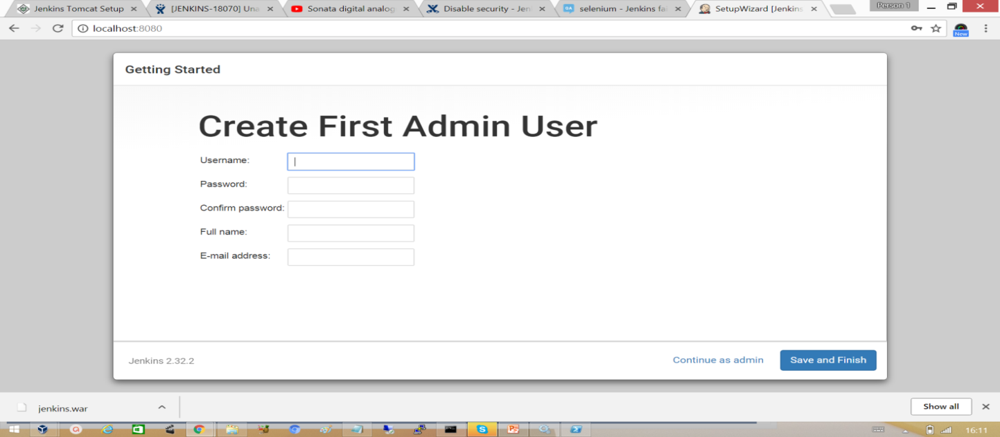 Jenkins Tomcat Setup
[JENKINS-18070] Una
Sonata digital analog
Disable security - Jen
selenium - Jenkins fai
SetupWizard [Jenkins
Person 1
localhost:8080
New
Getting Started
Create First Admin User
Username:
Password:
Confirm password:
Full name:
E-mail address:
Jenkins 2.32.2
Continue as admin
Save and Finish
jenkins.war
Show all
16:11